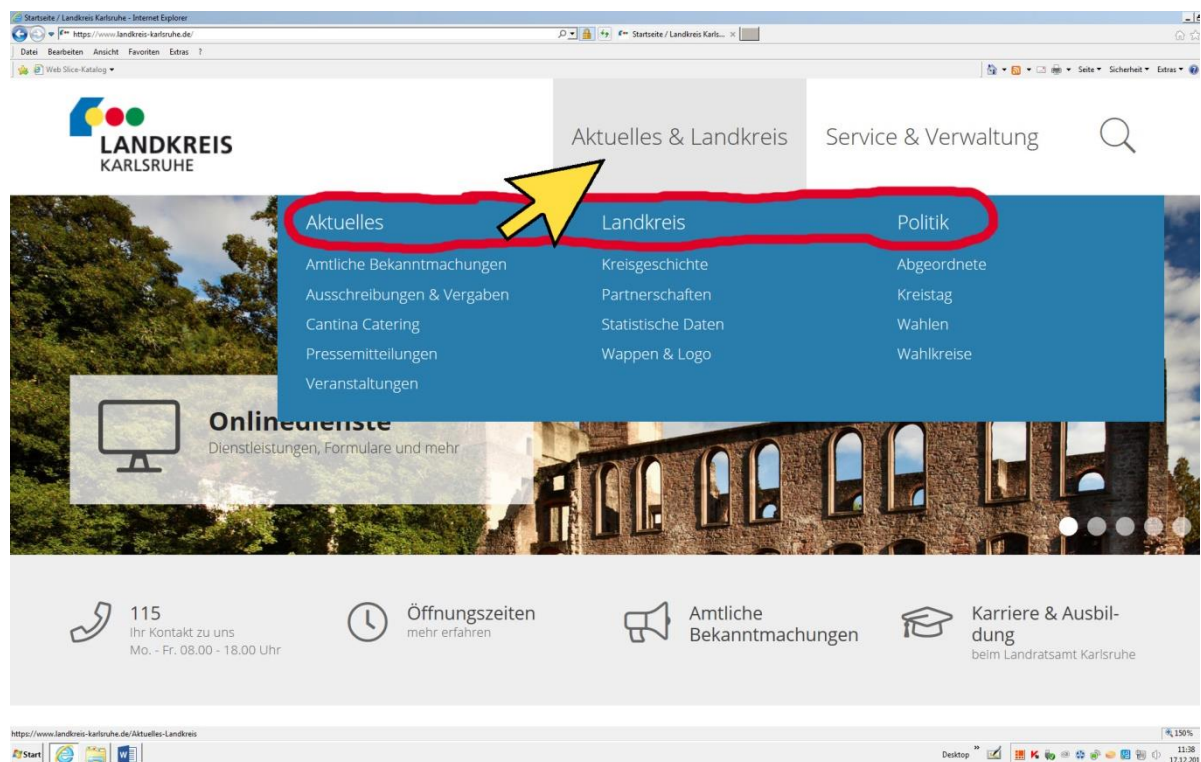 Startseite / Landkreis Karlsruhe - Internet Explorer
https://www.landkreis-karlsruhe.de/
Startseite / Landkreis Karls...
Datei Bearbeiten Ansicht Favoriten Extras ?
Web Slice-Katalog
Seite Sicherheit Extras
LANDKREIS
KARLSRUHE
Aktuelles & Landkreis Service & Verwaltung
Aktuelles Landkreis Politik
Amtliche Bekanntmachungen Kreisgeschichte Abgeordnete
Ausschreibungen & Vergaben Partnerschaften Kreistag
Cantina Catering Statistische Daten Wahlen
Pressemitteilungen Wappen & Logo Wahlkreise
Veranstaltungen
Onlinedienste
Dienstleistungen, Formulare und mehr
115
Ihr Kontakt zu uns
Mo. - Fr. 08.00 - 18.00 Uhr
Öffnungszeiten
mehr erfahren
Amtliche
Bekanntmachungen
Karriere & Ausbil-
dung
beim Landratsamt Karlsruhe
https://www.landkreis-karlsruhe.de/Aktuelles-Landkreis
150%
Start
Desktop
11:38
17.12.201